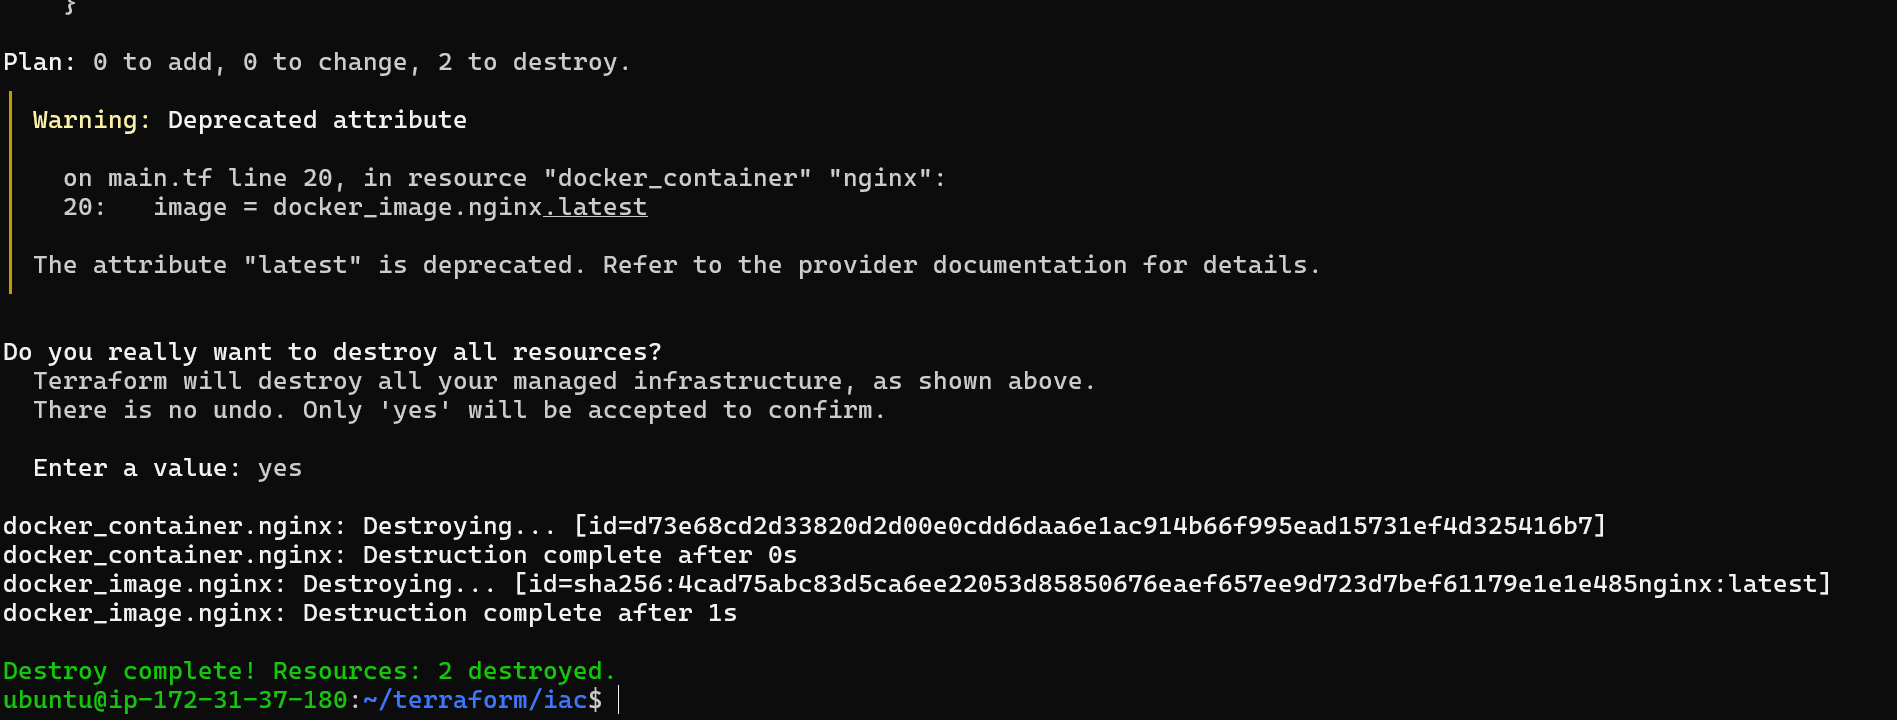 }
Plan: 0 to add, 0 to change, 2 to destroy.
Warning: Deprecated attribute
on main.tf line 20, in resource "docker_container" "nginx":
20:   image = docker_image.nginx.latest
The attribute "latest" is deprecated. Refer to the provider documentation for details.
Do you really want to destroy all resources?
Terraform will destroy all your managed infrastructure, as shown above.
There is no undo. Only 'yes' will be accepted to confirm.
Enter a value: yes
docker_container.nginx: Destroying... [id=d73e68cd2d33820d2d00e0cdd6daa6e1ac914b66f995ead15731ef4d325416b7]
docker_container.nginx: Destruction complete after 0s
docker_image.nginx: Destroying... [id=sha256:4cad75abc83d5ca6ee22053d85850676eaef657ee9d723d7bef61179e1e1e485nginx:latest]
docker_image.nginx: Destruction complete after 1s
Destroy complete! Resources: 2 destroyed.
ubuntu@ip-172-31-37-180:~/terraform/iac$